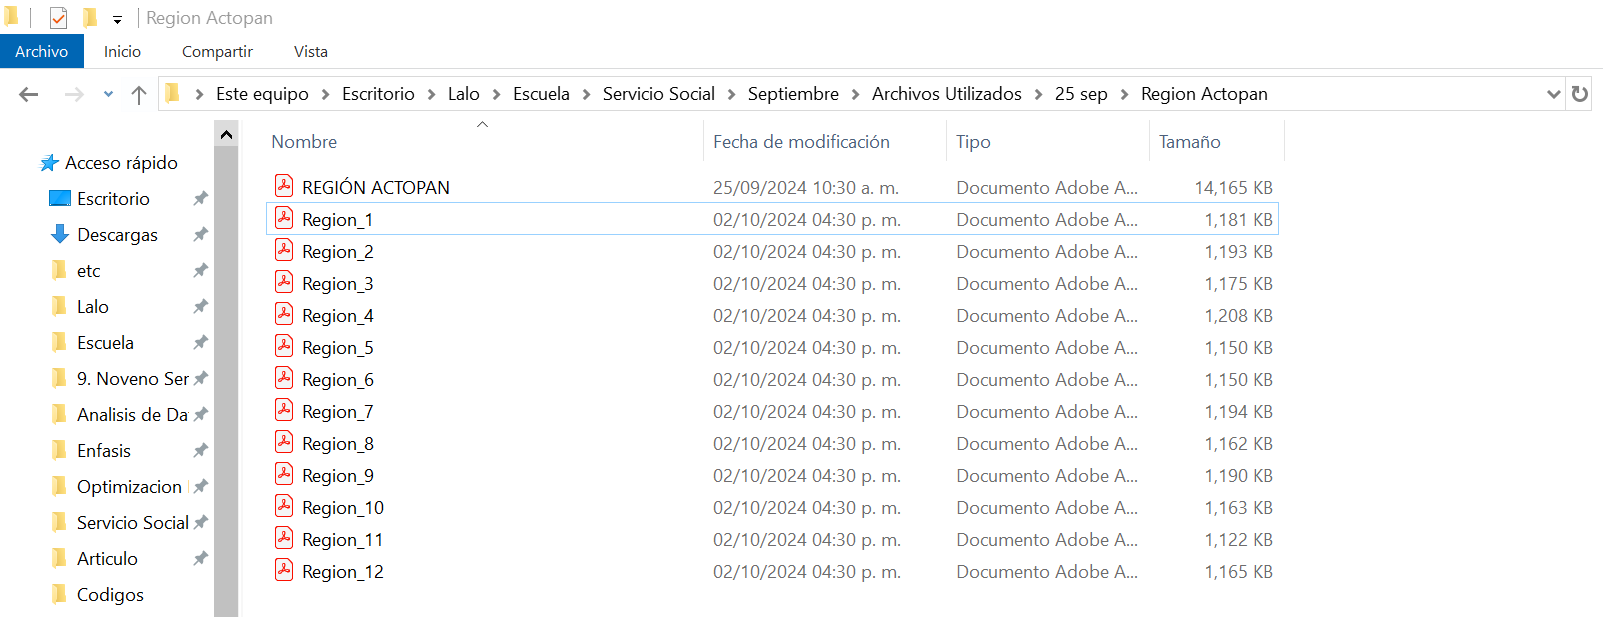 Region Actopan
Archivo Inicio Compartir Vista
Este equipo Escritorio Lalo Escuela Servicio Social Septiembre Archivos Utilizados 25 sep Region Actopan
Acceso rápido
Escritorio
Descargas
etc
Lalo
Escuela
9. Noveno Ser
Analisis de Da
Enfasis
Optimizacion
Servicio Social
Articulo
Codigos
Nombre Fecha de modificación Tipo Tamaño
REGIÓN ACTOPAN 25/09/2024 10:30 a. m. Documento Adobe A... 14,165 KB
Region_1 02/10/2024 04:30 p. m. Documento Adobe A... 1,181 KB
Region_2 02/10/2024 04:30 p. m. Documento Adobe A... 1,193 KB
Region_3 02/10/2024 04:30 p. m. Documento Adobe A... 1,175 KB
Region_4 02/10/2024 04:30 p. m. Documento Adobe A... 1,208 KB
Region_5 02/10/2024 04:30 p. m. Documento Adobe A... 1,150 KB
Region_6 02/10/2024 04:30 p. m. Documento Adobe A... 1,150 KB
Region_7 02/10/2024 04:30 p. m. Documento Adobe A... 1,194 KB
Region_8 02/10/2024 04:30 p. m. Documento Adobe A... 1,162 KB
Region_9 02/10/2024 04:30 p. m. Documento Adobe A... 1,190 KB
Region_10 02/10/2024 04:30 p. m. Documento Adobe A... 1,163 KB
Region_11 02/10/2024 04:30 p. m. Documento Adobe A... 1,122 KB
Region_12 02/10/2024 04:30 p. m. Documento Adobe A... 1,165 KB